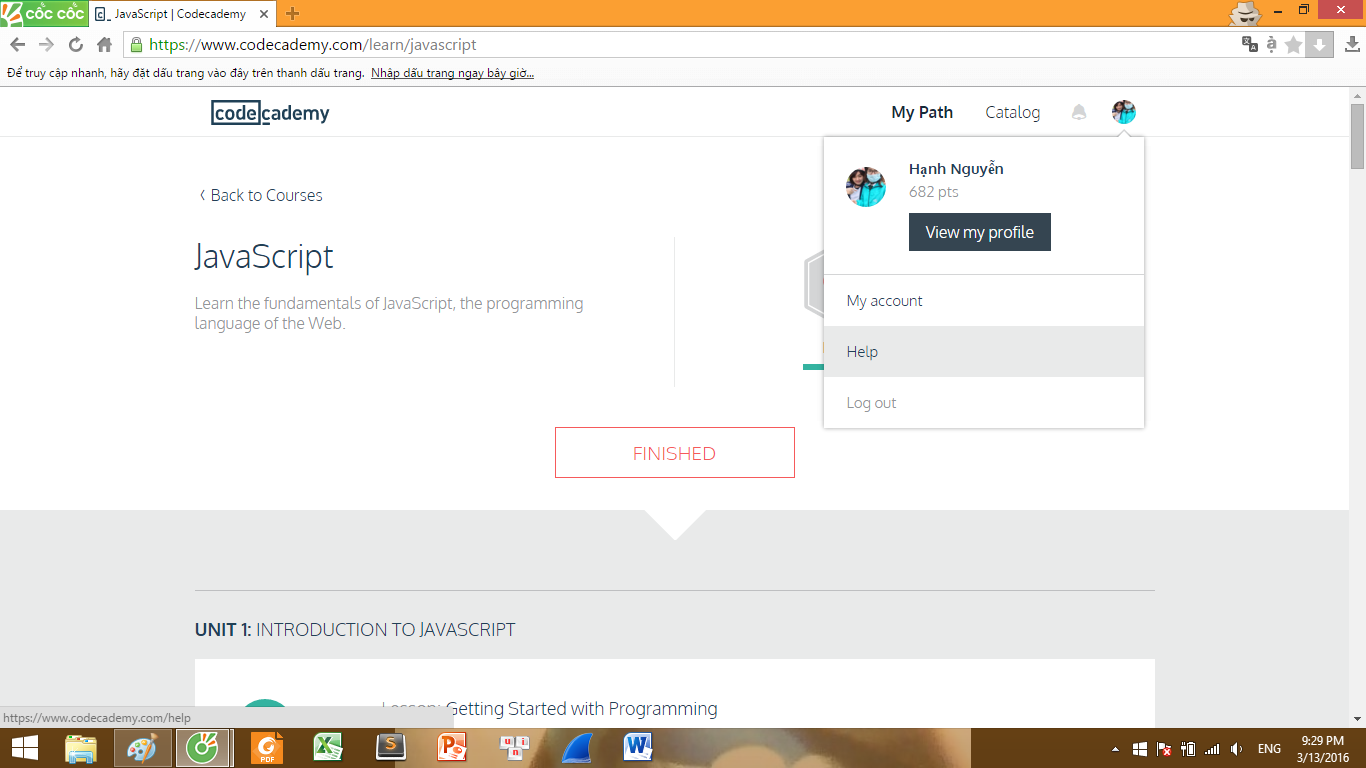 CỐC CỐC
JavaScript | Codecademy
https://www.codecademy.com/learn/javascript
Để truy cập nhanh, hãy đặt dấu trang vào đây trên thanh dấu trang. Nhập dấu trang ngay bây giờ...
codecademy
My Path
Catalog
Hạnh Nguyễn
682 pts
View my profile
My account
Help
Log out
Back to Courses
JavaScript
Learn the fundamentals of JavaScript, the programming
language of the Web.
FINISHED
UNIT 1: INTRODUCTION TO JAVASCRIPT
Lesson: Getting Started with Programming
https://www.codecademy.com/help
PDF
ENG
9:29 PM
3/13/2016